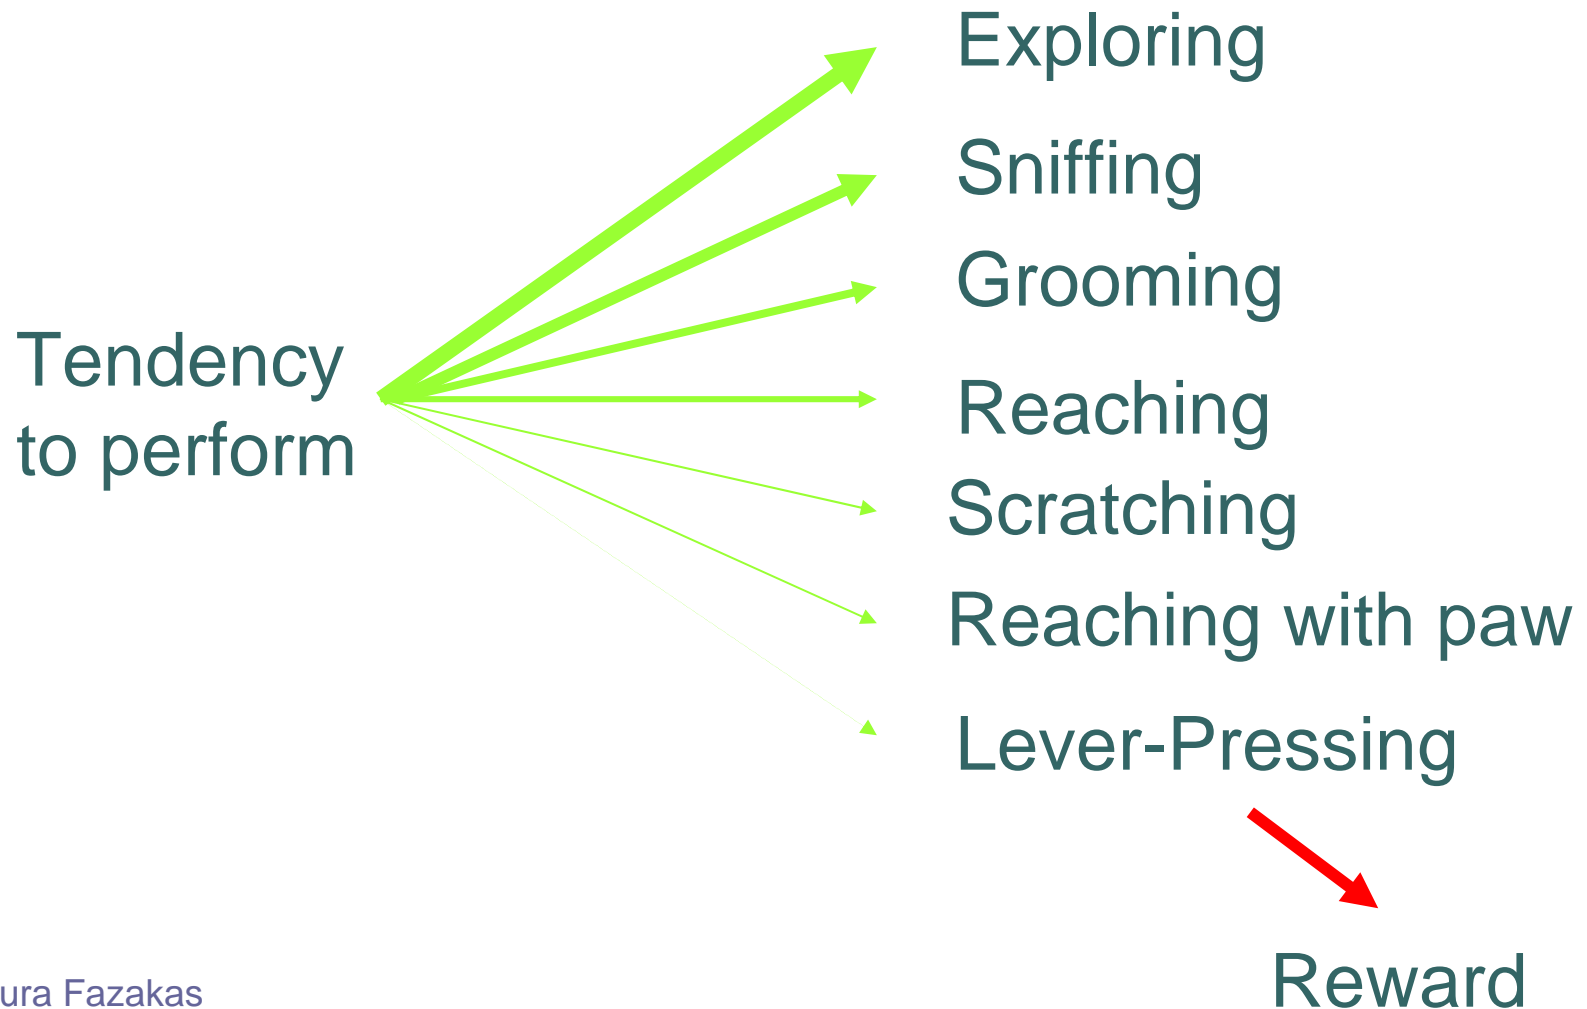 Exploring
Sniffing
Grooming
Tendency
to perform
Reaching
Scratching
Reaching with paw
Lever-Pressing
Reward
ura Fazakas